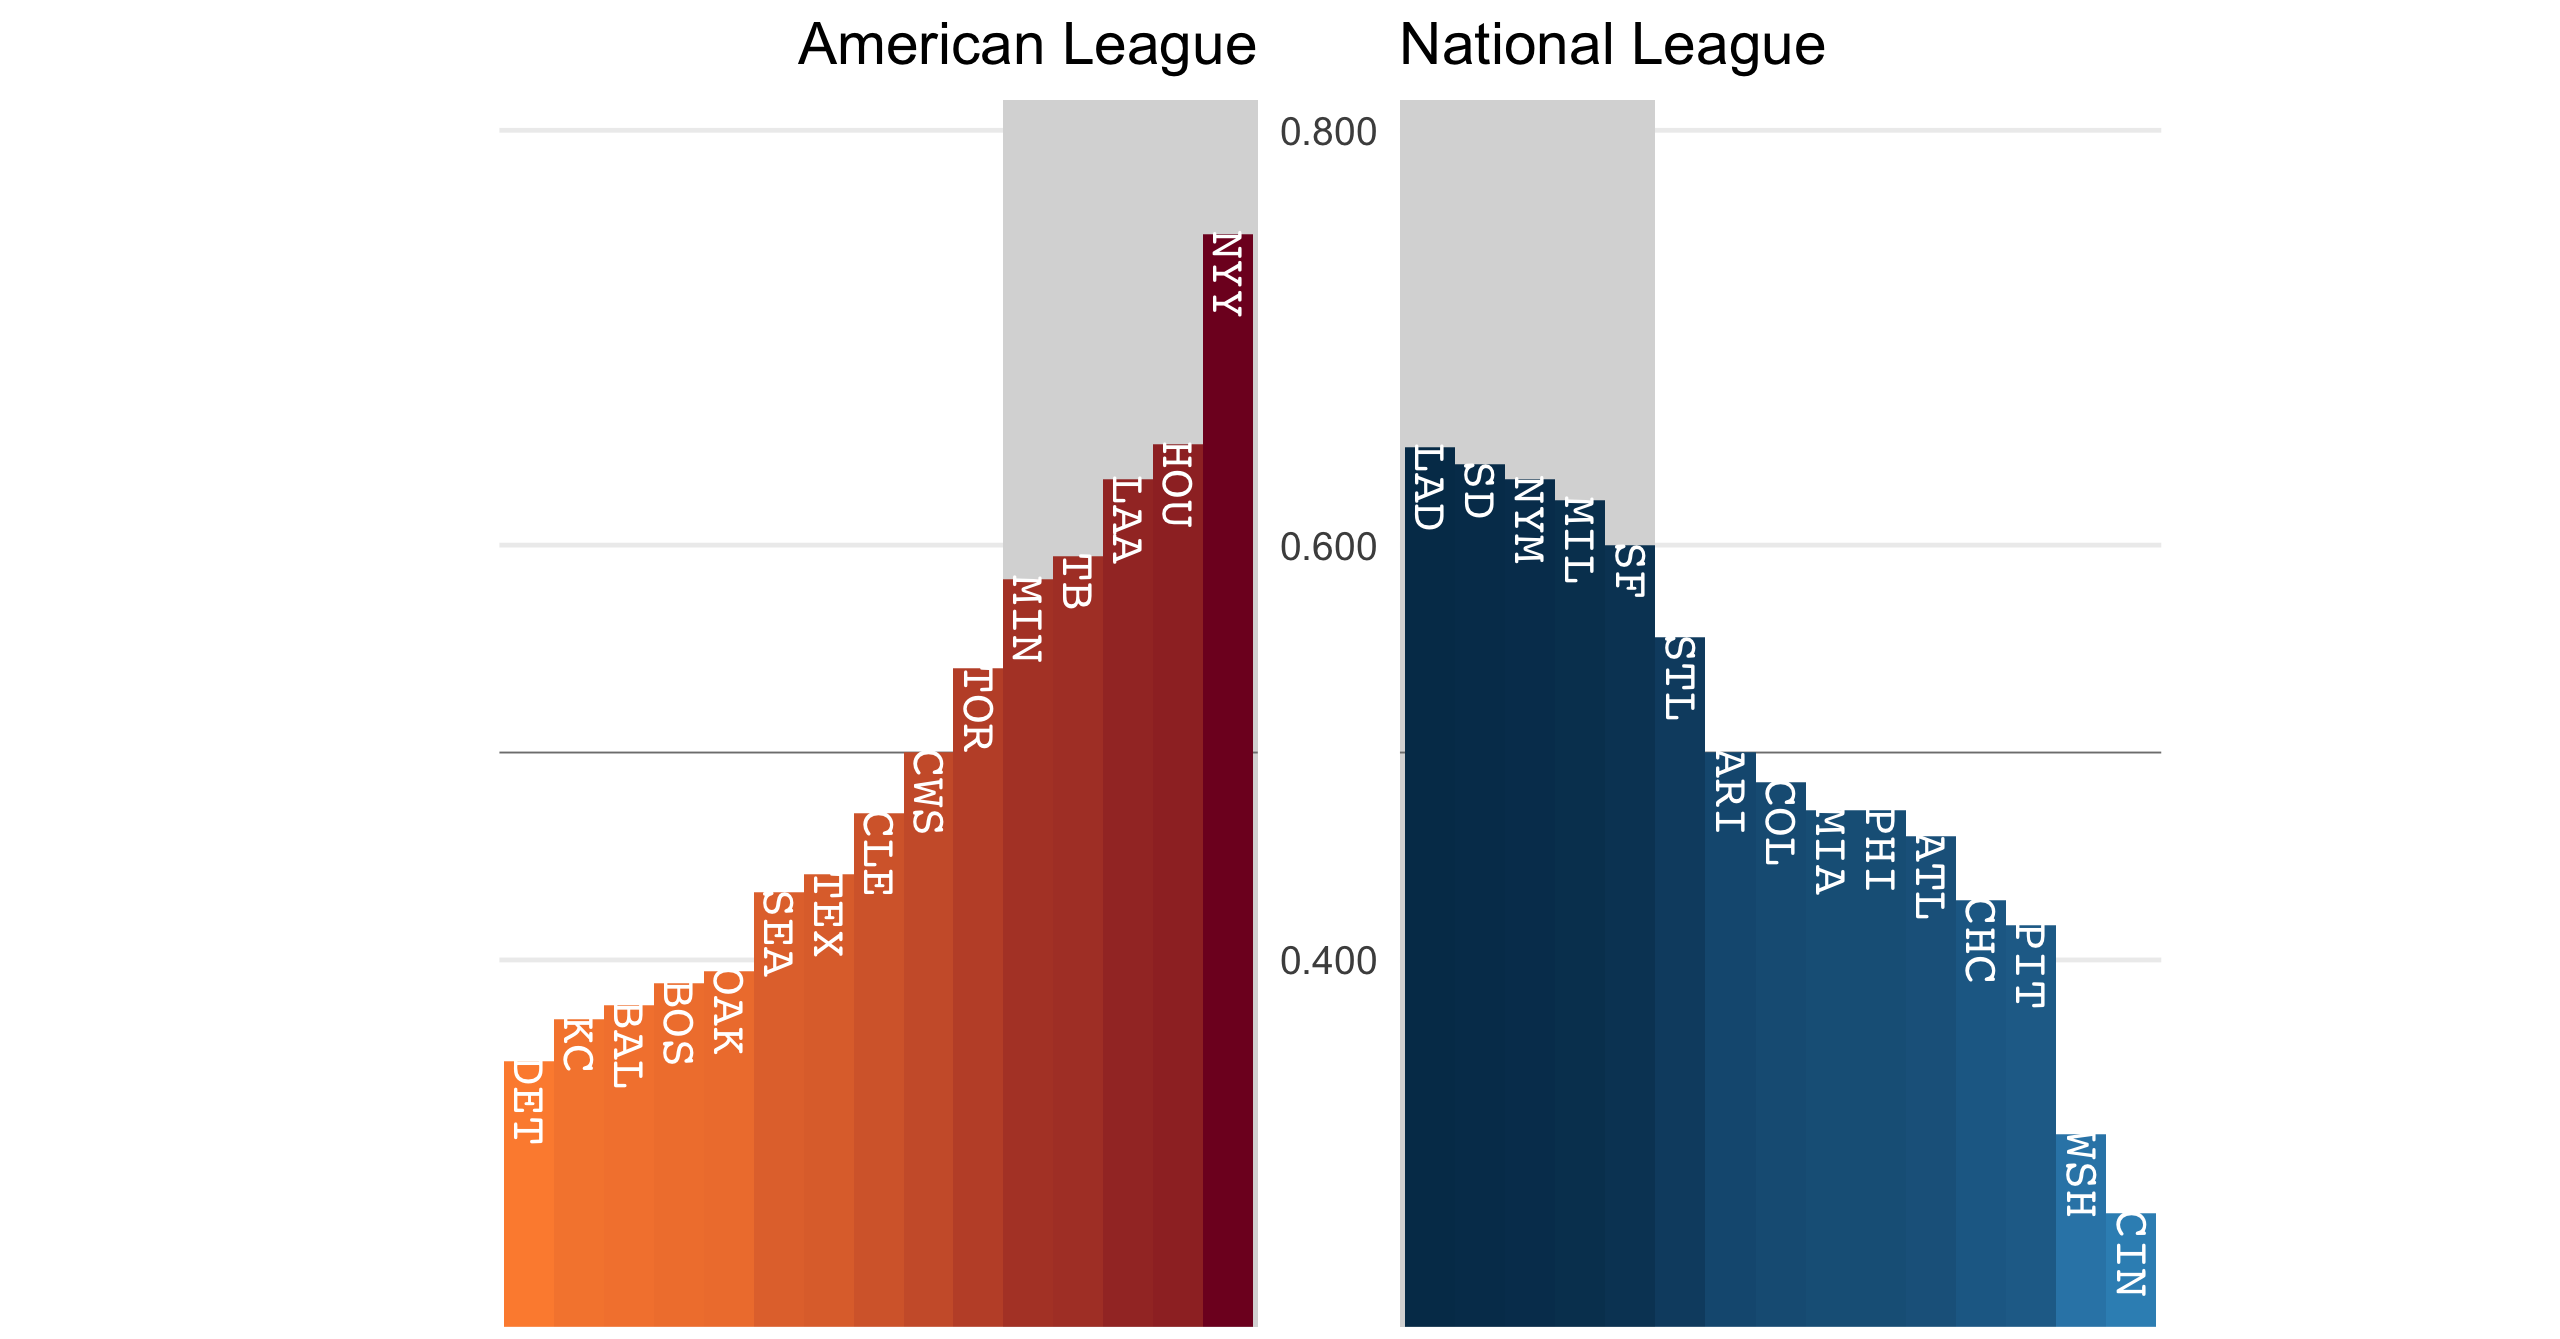 American League
National League
0.800
0.600
0.400
DET
KC
BAL
BOS
OAK
SEA
TEX
CLE
CWS
TOR
MIN
TB
LAA
HOU
NYY
LAD
SD
NYM
MIL
SF
STL
ARI
COL
MIA
PHI
ATL
CHC
PIT
WSH
CIN